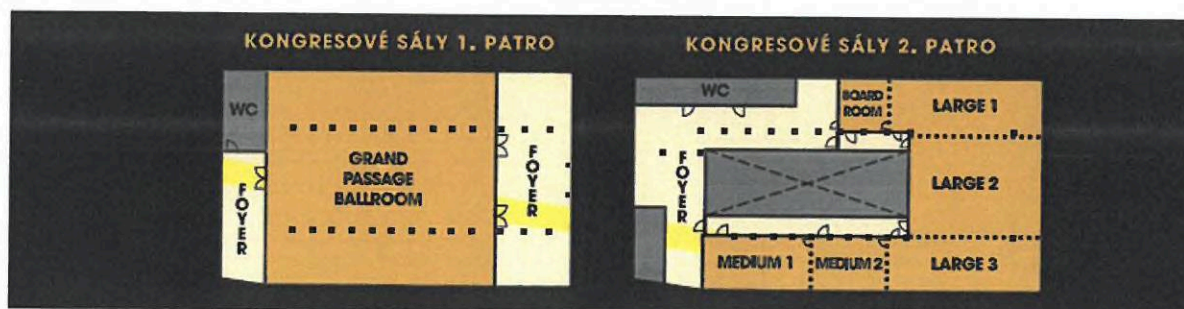 KONGRESOVÉ SÁLY 1. PATRO
WC
GRAND
PASSAGE
BALLROOM
FOYER
FOYER
KONGRESOVÉ SÁLY 2. PATRO
WC
BOARD
ROOM
LARGE 1
FOYER
LARGE 2
MEDIUM 1
MEDIUM 2
LARGE 3